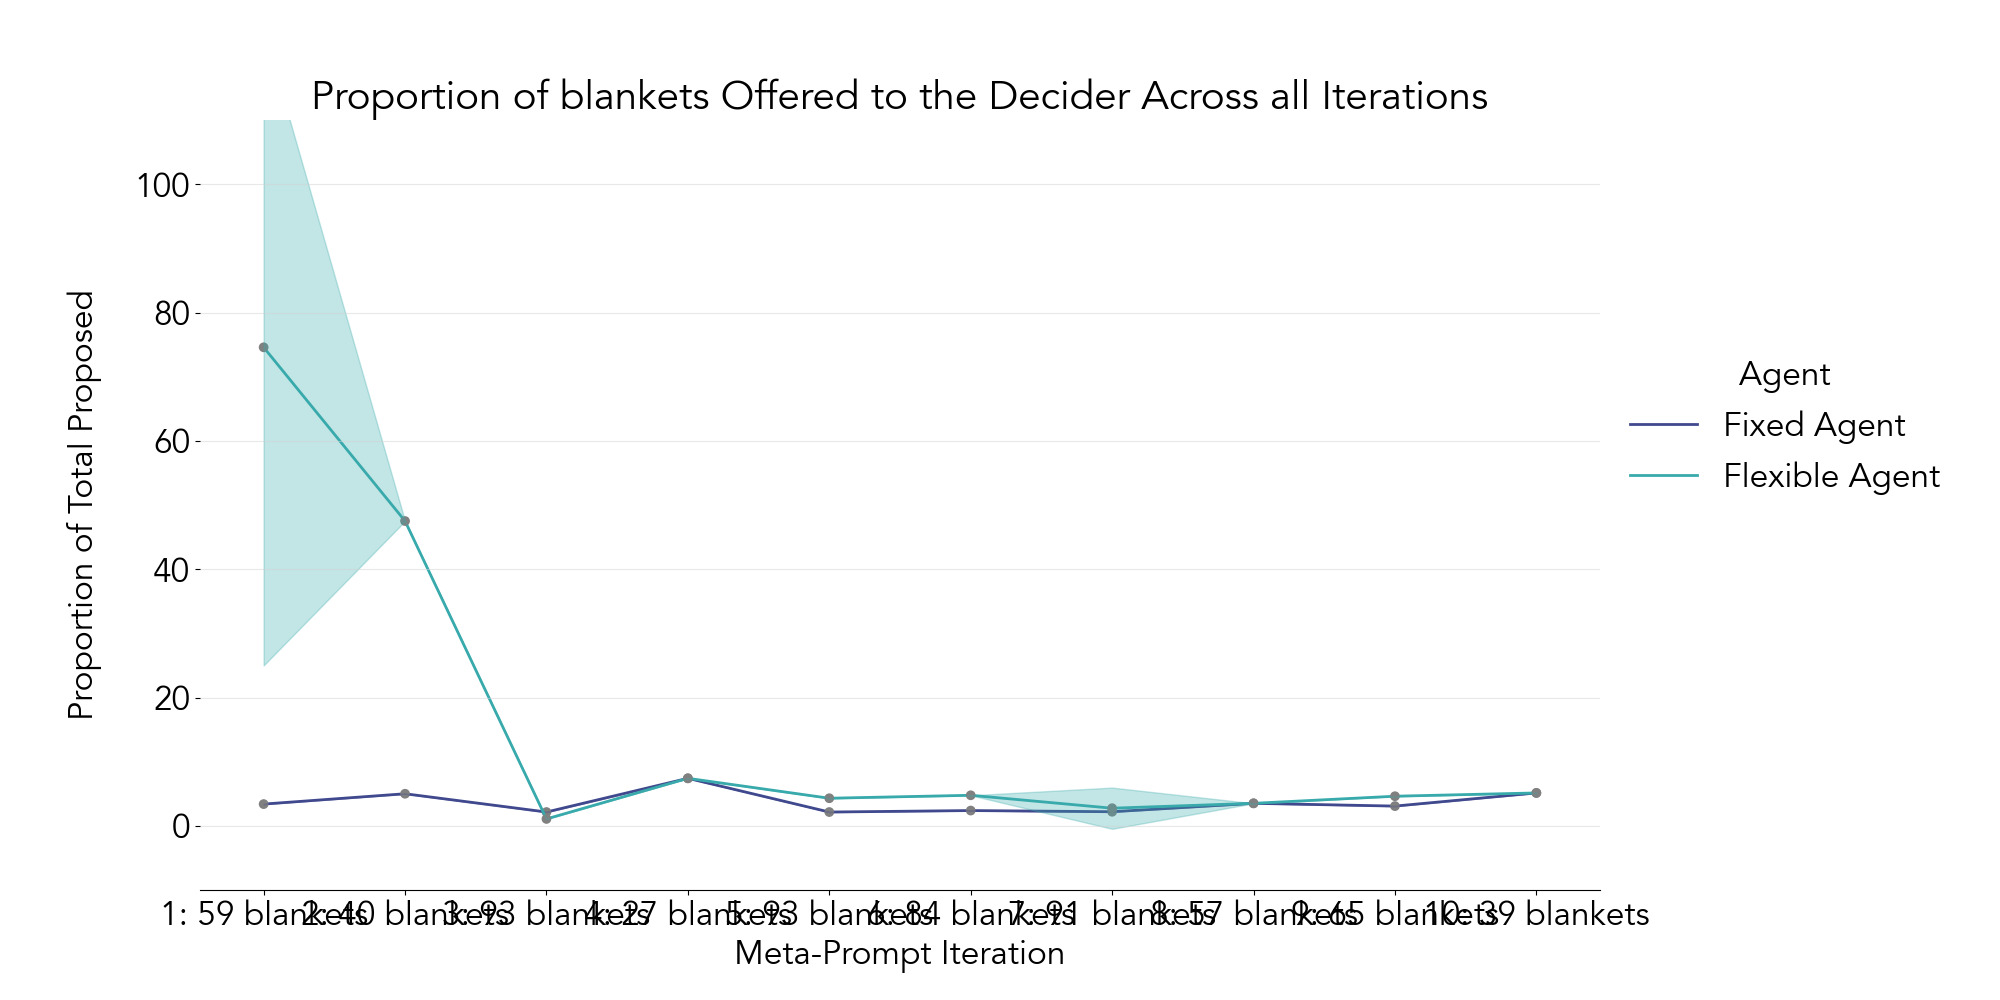 Proportion of blankets Offered to the Decider Across all Iterations
Proportion of Total Proposed
100
80
60
40
20
0
Agent
Fixed Agent
Flexible Agent
1: 59 blankets
2: 40 blankets
3: 93 blankets
4: 27 blankets
5: 93 blankets
6: 84 blankets
7: 91 blankets
8: 57 blankets
9: 65 blankets
10: 39 blankets
Meta-Prompt Iteration